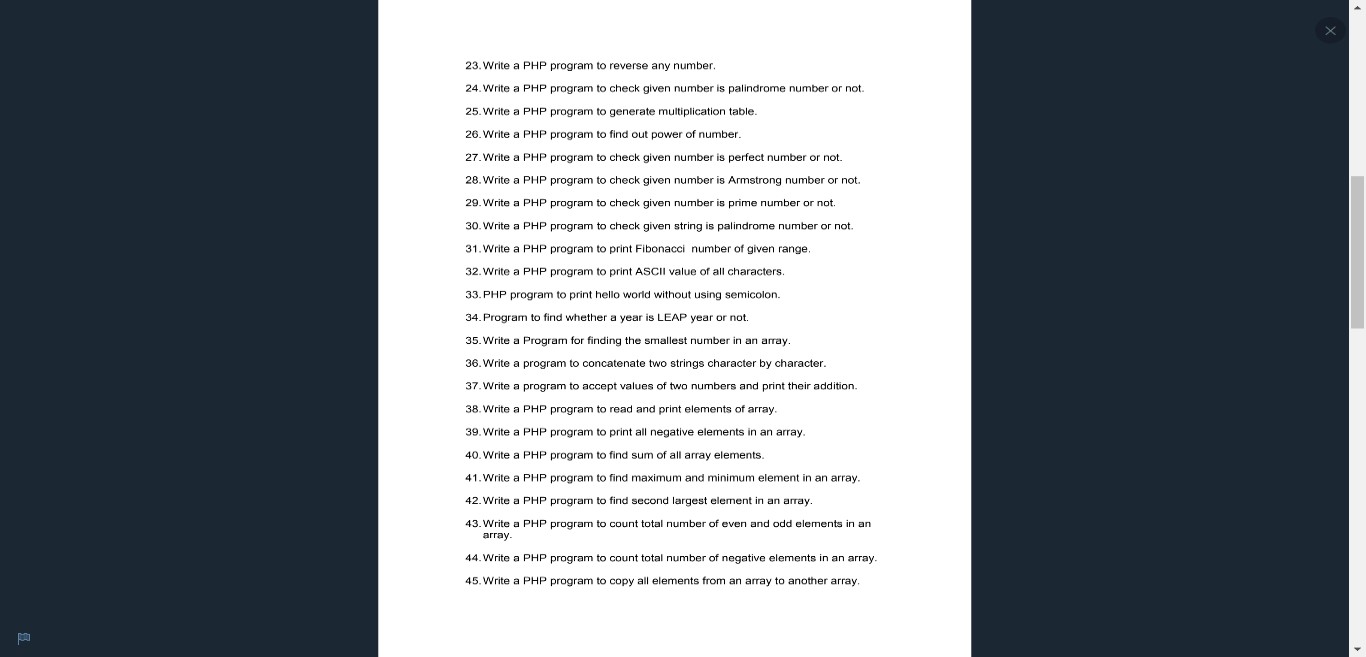 23. Write a PHP program to reverse any number.
24. Write a PHP program to check given number is palindrome number or not.
25. Write a PHP program to generate multiplication table.
26. Write a PHP program to find out power of number.
27. Write a PHP program to check given number is perfect number or not.
28. Write a PHP program to check given number is Armstrong number or not.
29. Write a PHP program to check given number is prime number or not.
30. Write a PHP program to check given string is palindrome number or not.
31. Write a PHP program to print Fibonacci  number of given range.
32. Write a PHP program to print ASCII value of all characters.
33. PHP program to print hello world without using semicolon.
34. Program to find whether a year is LEAP year or not.
35. Write a Program for finding the smallest number in an array.
36. Write a program to concatenate two strings character by character.
37. Write a program to accept values of two numbers and print their addition.
38. Write a PHP program to read and print elements of array.
39. Write a PHP program to print all negative elements in an array.
40. Write a PHP program to find sum of all array elements.
41. Write a PHP program to find maximum and minimum element in an array.
42. Write a PHP program to find second largest element in an array.
43. Write a PHP program to count total number of even and odd elements in an
array.
44. Write a PHP program to count total number of negative elements in an array.
45. Write a PHP program to copy all elements from an array to another array.